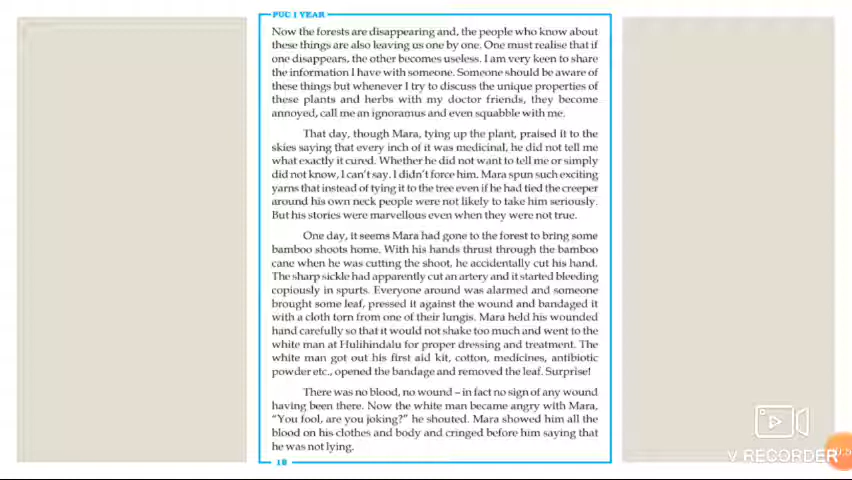 PUC I YEAR
Now the forests are disappearing and, the people who know about
these things are also leaving us one by one. One must realise that if
one disappears, the other becomes useless. I am very keen to share
the information I have with someone. Someone should be aware of
these things but whenever I try to discuss the unique properties of
these plants and herbs with my doctor friends, they become
annoyed, call me an ignoramus and even squabble with me.
That day, though Mara, tying up the plant, praised it to the
skies saying that every inch of it was medicinal, he did not tell me
what exactly it cured. Whether he did not want to tell me or simply
did not know, I can't say. I didn't force him. Mara spun such exciting
yarns that instead of tying it to the tree even if he had tied the creeper
around his own neck people were not likely to take him seriously.
But his stories were marvellous even when they were not true.
One day, it seems Mara had gone to the forest to bring some
bamboo shoots home. With his hands thrust through the bamboo
cane when he was cutting the shoot, he accidentally cut his hand.
The sharp sickle had apparently cut an artery and it started bleeding
copiously in spurts. Everyone around was alarmed and someone
brought some leaf, pressed it against the wound and bandaged it
with a cloth torn from one of their lungis. Mara held his wounded
hand carefully so that it would not shake too much and went to the
white man at Hulihindalu for proper dressing and treatment. The
white man got out his first aid kit, cotton, medicines, antibiotic
powder etc., opened the bandage and removed the leaf. Surprise!
There was no blood, no wound – in fact no sign of any wound
having been there. Now the white man became angry with Mara,
"You fool, are you joking?" he shouted. Mara showed him all the
blood on his clothes and body and cringed before him saying that
he was not lying.
10
V RECORDER